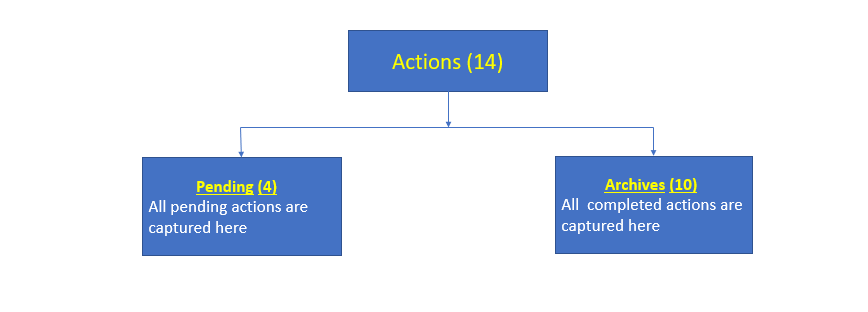 Actions (14)
Pending (4)
All pending actions are
captured here
Archives (10)
All  completed actions are
captured here